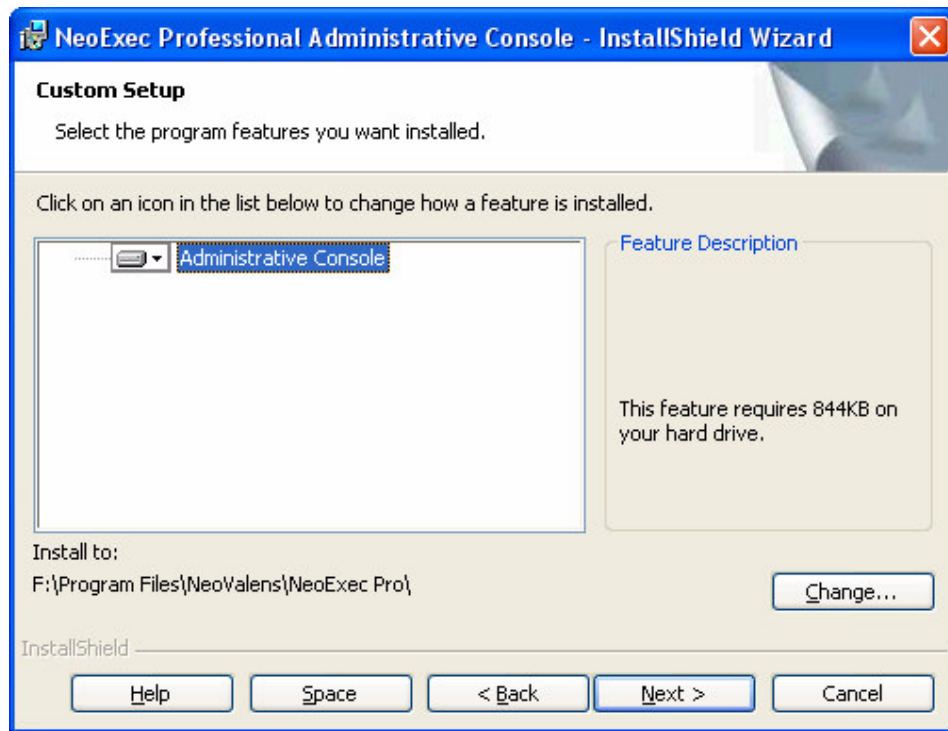 NeoExec Professional Administrative Console - InstallShield Wizard
Custom Setup
Select the program features you want installed.
Click on an icon in the list below to change how a feature is installed.
Administrative Console
Feature Description
This feature requires 844KB on
your hard drive.
Install to:
F:\Program Files\NeoValens\NeoExec Pro\
Change...
InstallShield
Help
Space
< Back
Next >
Cancel